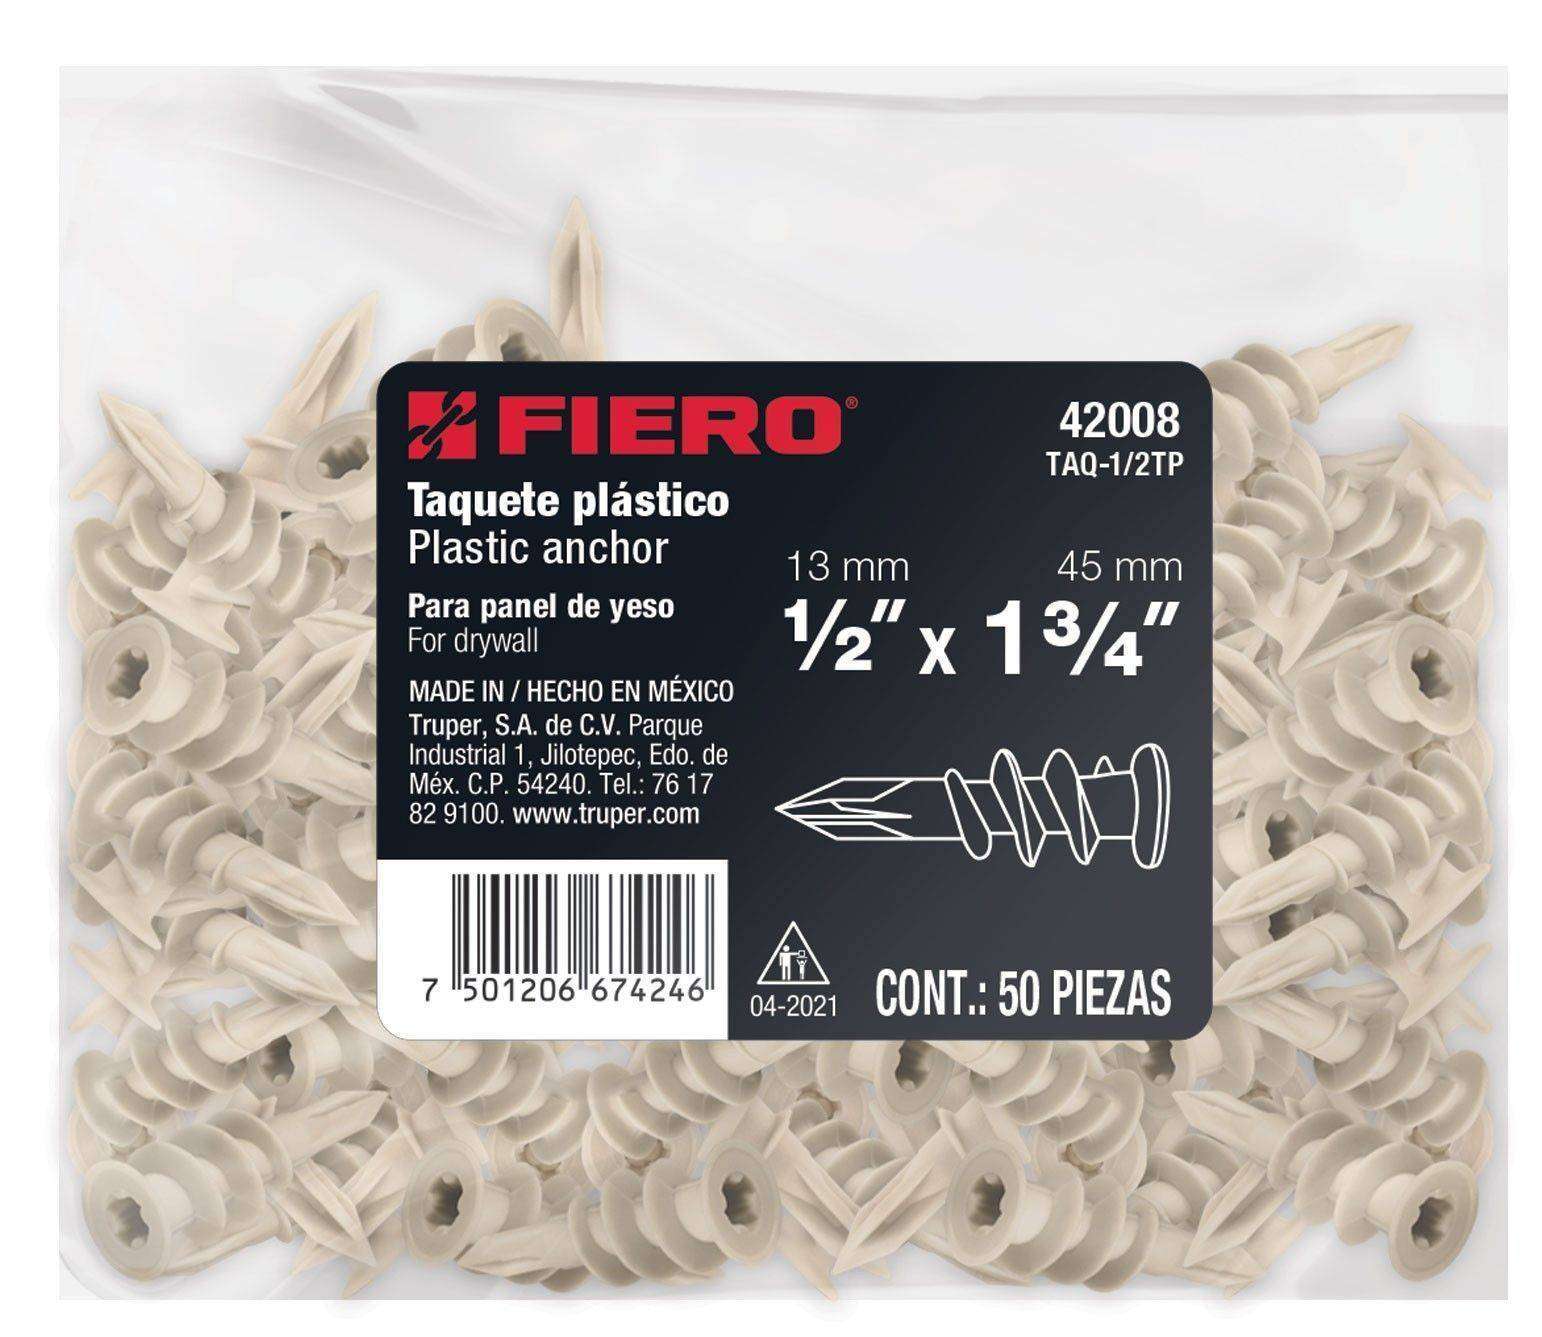 FIERO®
42008
TAQ-1/2TP
Taquete plástico
Plastic anchor
Para panel de yeso
For drywall
13 mm 45 mm
1/2" x 1 3/4"
MADE IN / HECHO EN MÉXICO
Truper, S.A. de C.V. Parque
Industrial 1, Jilotepec, Edo. de
Méx. C.P. 54240. Tel.: 76 17
82 9100. www.truper.com
7 501206 674246
04-2021
CONT.: 50 PIEZAS